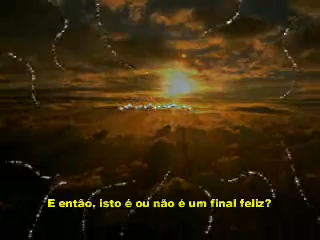 E então, isto é ou não é um final feliz?